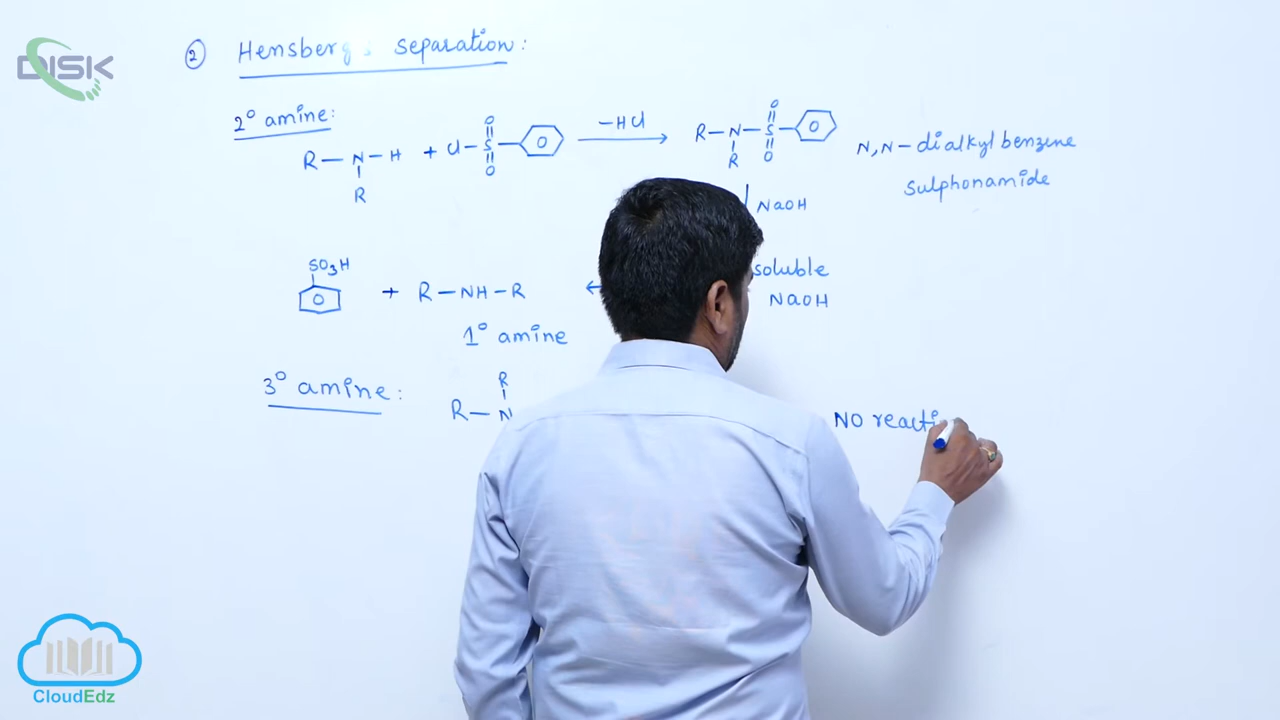 DISK
② Hensberg's separation:
2° amine:
R—N—H + Cl—S— —HCl→ R—N—S—
O O
O O
R R
N,N—dialkyl benzene
sulphonamide
NaOH
SO3H
+ R—NH—R ← soluble
NaOH
1° amine
3° amine:
R
R—N
NO reacti
CloudEdz